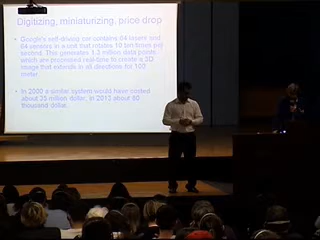 Digitizing, miniaturizing, price drop
Google's self-driving car contains 64 lasers and
64 sensors in a unit that rotates 10 ten times per
second. This generates 1.3 million data points
which are processed real-time to create a 3D
image that extends in all directions for 100
meter.
In 2000 a similar system would have costed
about 35 million dollar, in 2013 about 80
thousand dollar.